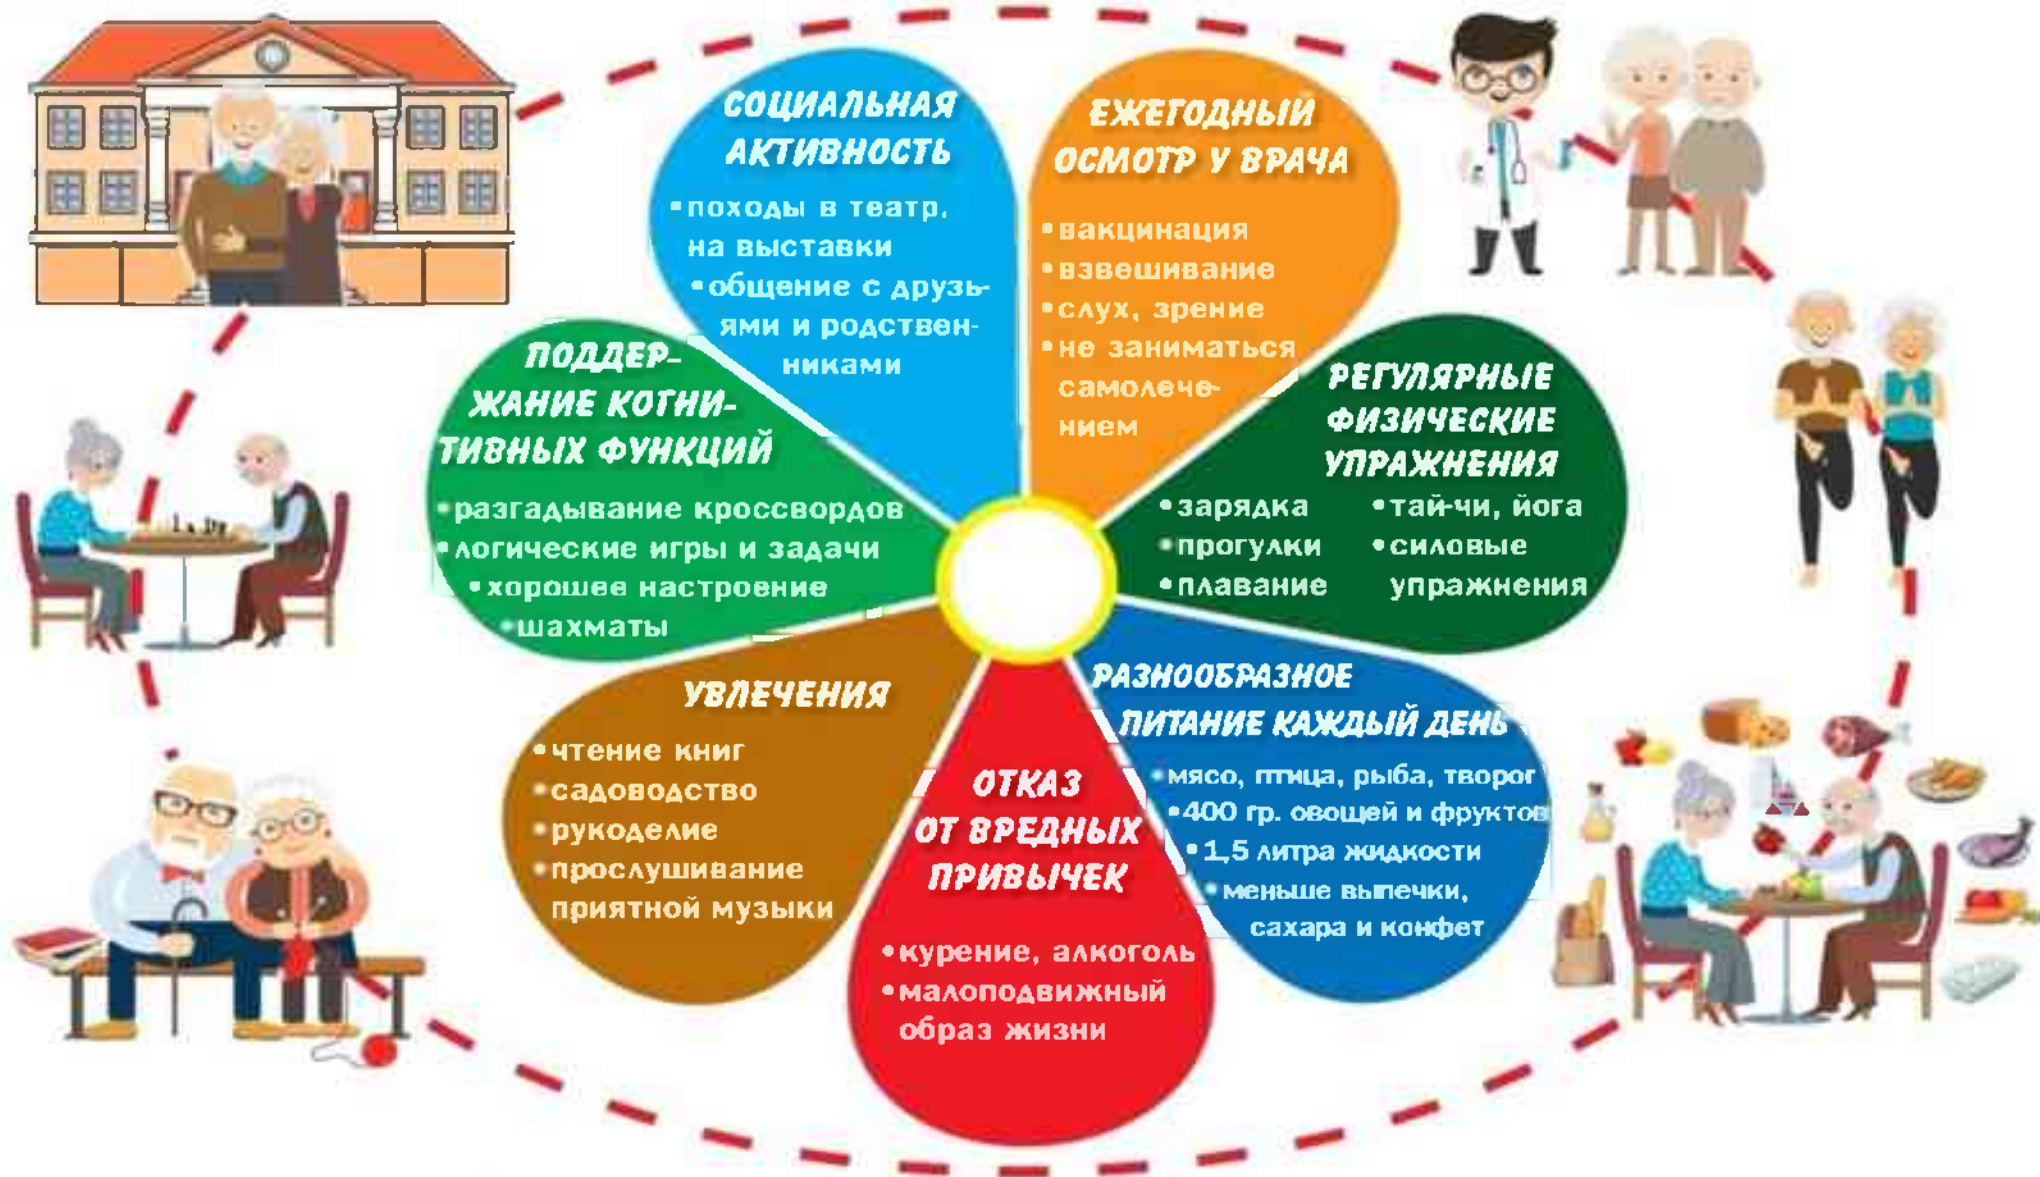 СОЦИАЛЬНАЯ
АКТИВНОСТЬ
•походы в театр,
на выставки
•общение с друзь-
ями и родствен-
никами
ЕЖЕГОДНЫЙ
ОСМОТР У ВРАЧА
•вакцинация
•взвешивание
•слух, зрение
•не заниматься
самолече-
нием
РЕГУЛЯРНЫЕ
ФИЗИЧЕСКИЕ
УПРАЖНЕНИЯ
•зарядка
•прогулки
•плавание
•тай-чи, йога
•силовые
упражнения
РАЗНООБРАЗНОЕ
ПИТАНИЕ КАЖДЫЙ ДЕНЬ
•мясо, птица, рыба, творог
•400 гр. овощей и фруктов
•1,5 литра жидкости
•меньше выпечки,
сахара и конфет
ОТКАЗ
ОТ ВРЕДНЫХ
ПРИВЫЧЕК
•курение, алкоголь
•малоподвижный
образ жизни
УВЛЕЧЕНИЯ
•чтение книг
•садоводство
•рукоделие
•прослушивание
приятной музыки
ПОДДЕР-
ЖАНИЕ КОГНИ-
ТИВНЫХ ФУНКЦИЙ
•разгадывание кроссвордов
•логические игры и задачи
•хорошее настроение
•шахматы